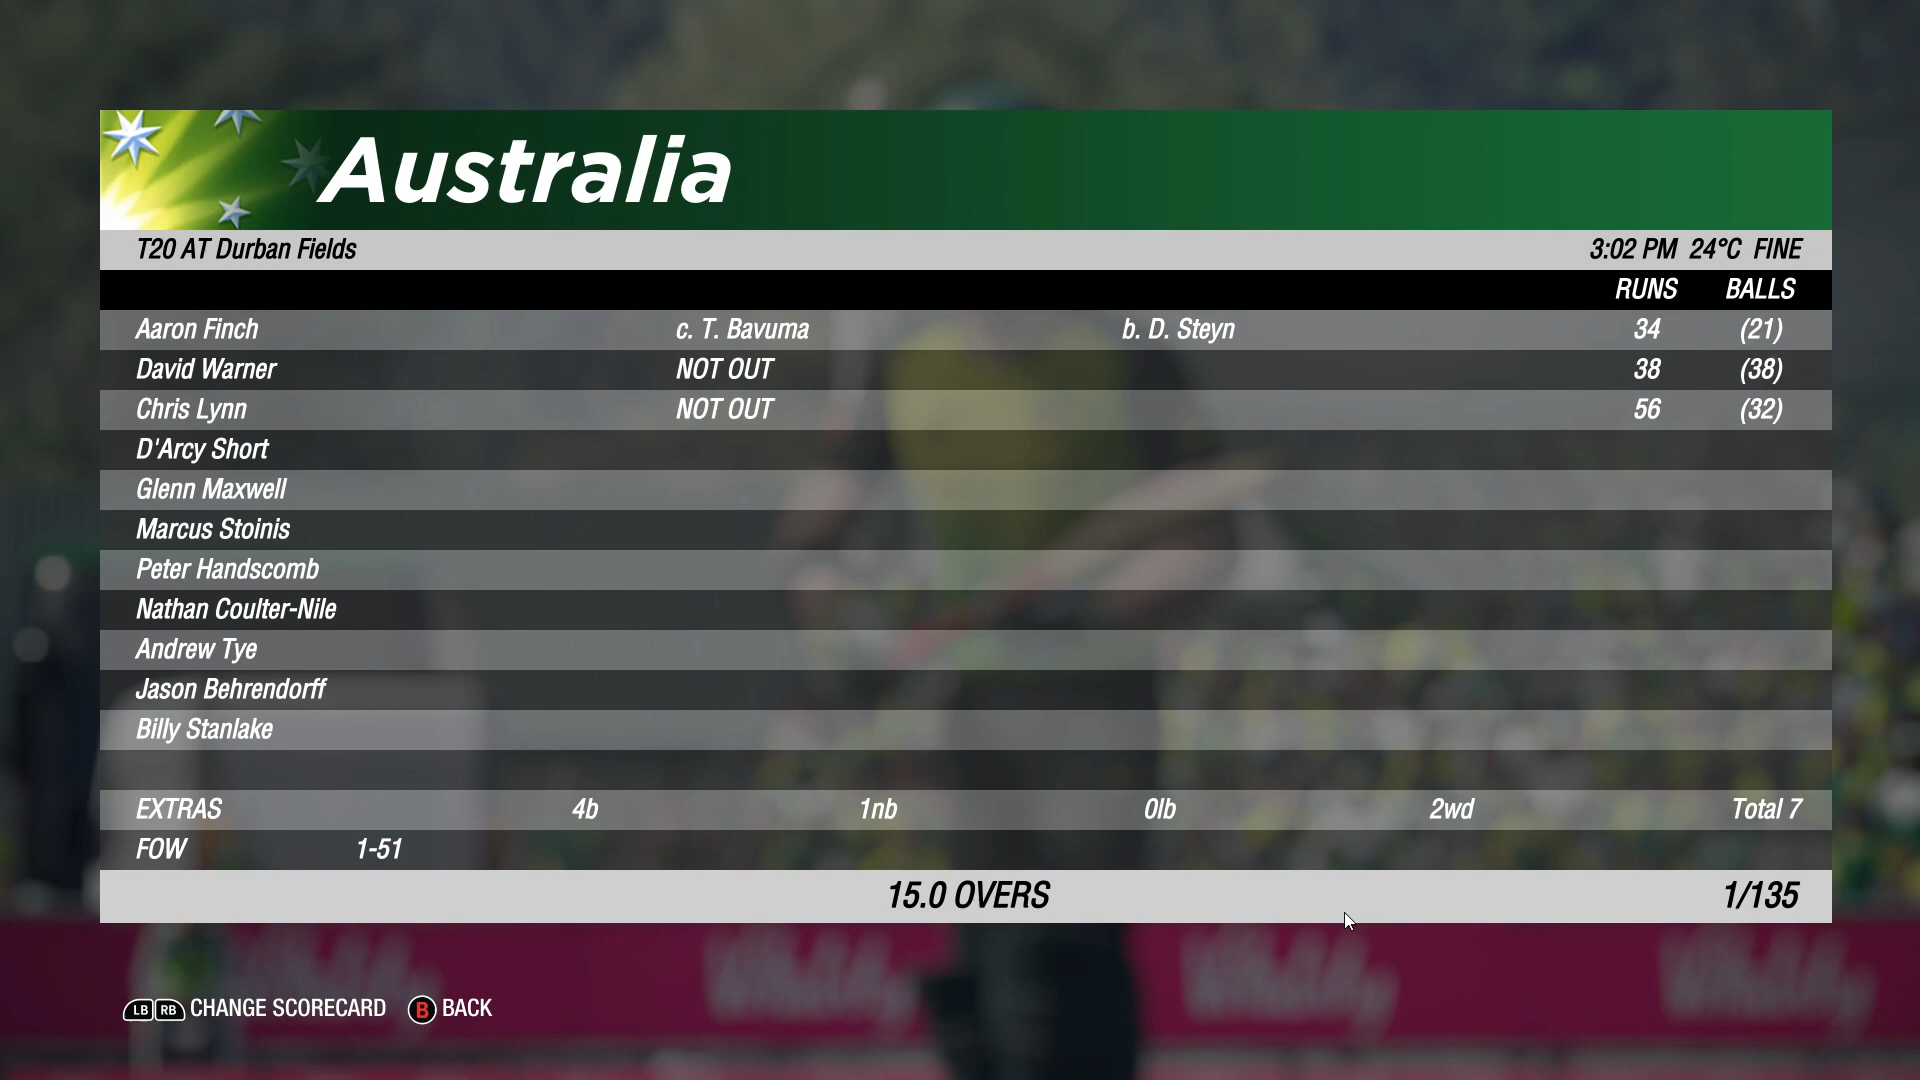 Australia
T20 AT Durban Fields 3:02 PM 24°C FINE
RUNS BALLS
Aaron Finch c. T. Bavuma b. D. Steyn 34 (21)
David Warner NOT OUT 38 (38)
Chris Lynn NOT OUT 56 (32)
D'Arcy Short
Glenn Maxwell
Marcus Stoinis
Peter Handscomb
Nathan Coulter-Nile
Andrew Tye
Jason Behrendorff
Billy Stanlake
EXTRAS 4b 1nb 0lb 2wd Total 7
FOW 1-51
15.0 OVERS 1/135
LB RB CHANGE SCORECARD B BACK